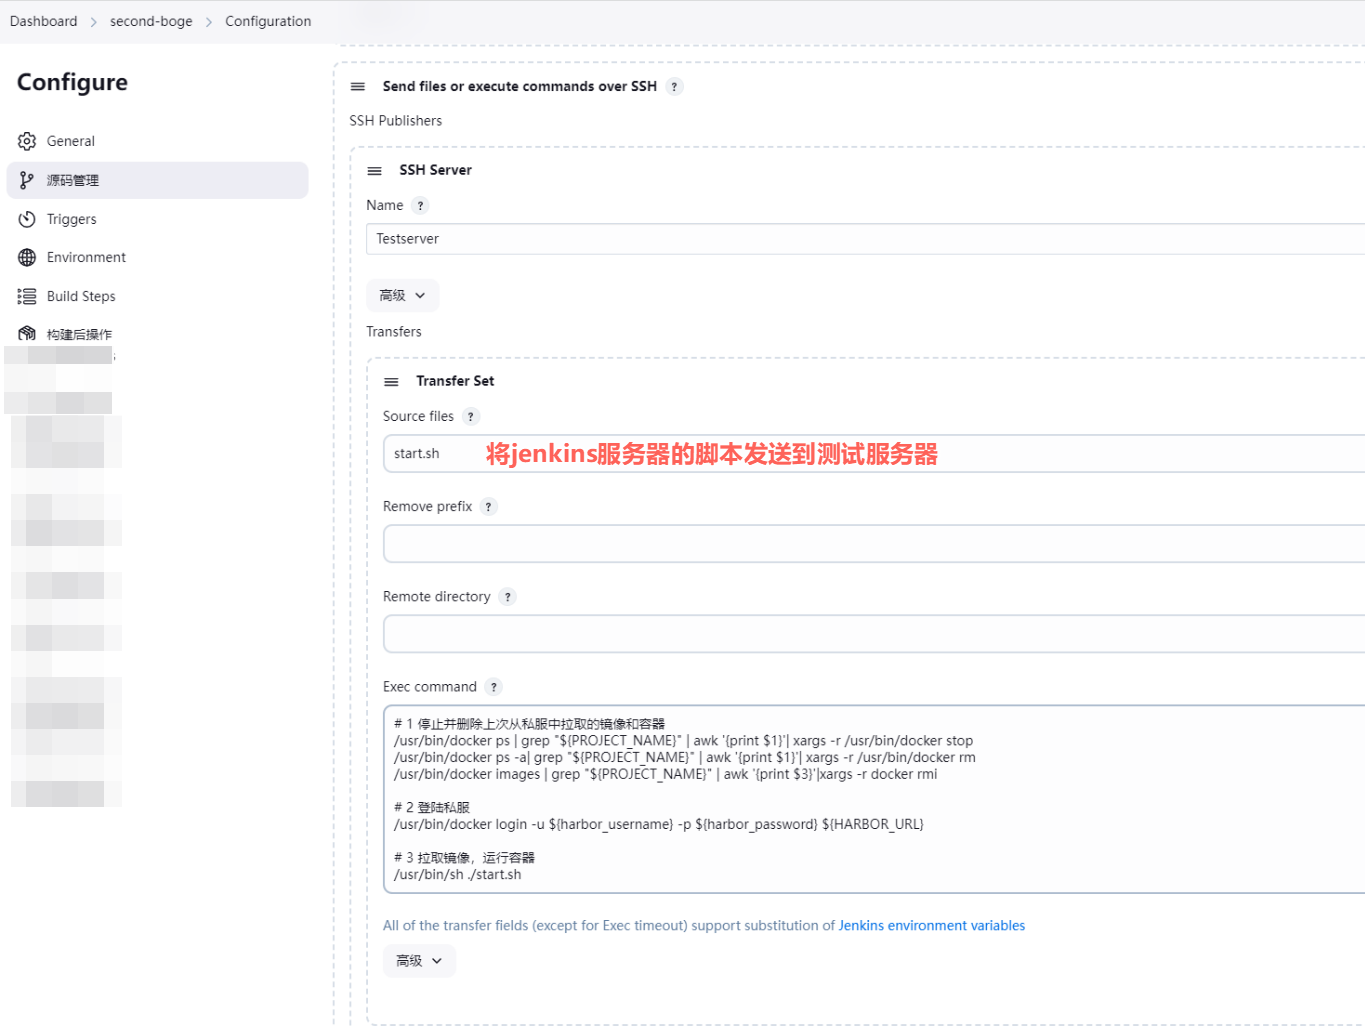 Dashboard > second-boge > Configuration
Configure
General
源码管理
Triggers
Environment
Build Steps
构建后操作
Send files or execute commands over SSH ?
SSH Publishers
SSH Server
Name ?
Testserver
高级
Transfers
Transfer Set
Source files ?
start.sh 将jenkins服务器的脚本发送到测试服务器
Remove prefix ?
Remote directory ?
Exec command ?
# 1 停止并删除上次从私服中拉取的镜像和容器
/usr/bin/docker ps | grep "${PROJECT_NAME}" | awk '{print $1}'| xargs -r /usr/bin/docker stop
/usr/bin/docker ps -a| grep "${PROJECT_NAME}" | awk '{print $1}'| xargs -r /usr/bin/docker rm
/usr/bin/docker images | grep "${PROJECT_NAME}" | awk '{print $3}'|xargs -r docker rmi
# 2 登陆私服
/usr/bin/docker login -u ${harbor_username} -p ${harbor_password} ${HARBOR_URL}
# 3 拉取镜像，运行容器
/usr/bin/sh ./start.sh
All of the transfer fields (except for Exec timeout) support substitution of Jenkins environment variables
高级